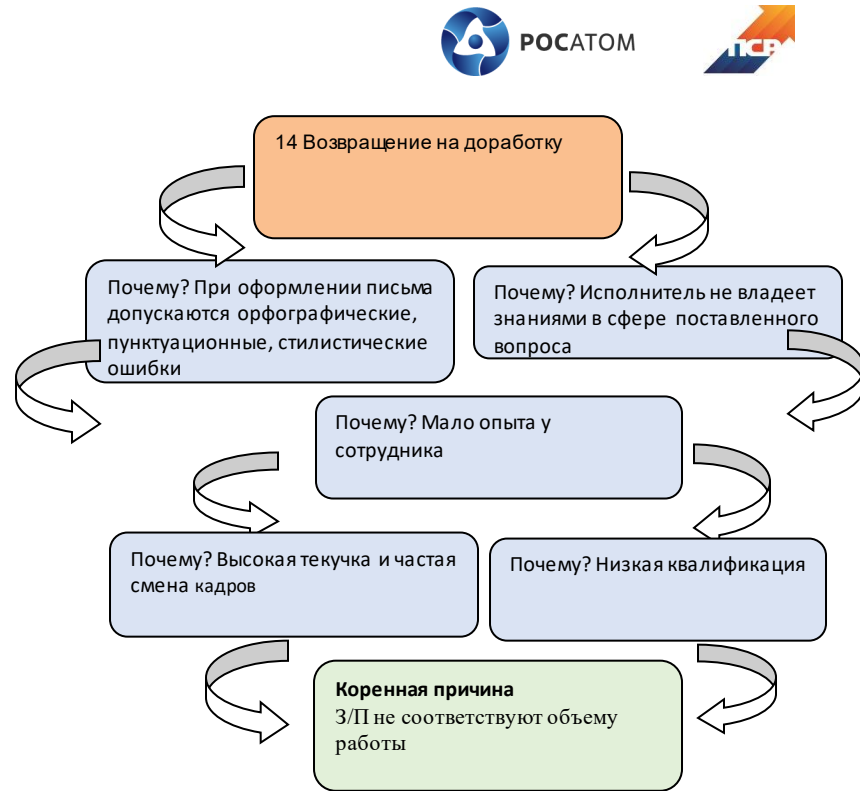 РОСАТОМ
ПСР
14 Возвращение на доработку
Почему? При оформлении письма
допускаются орфографические,
пунктуационные, стилистические
ошибки
Почему? Исполнитель не владеет
знаниями в сфере поставленного
вопроса
Почему? Мало опыта у
сотрудника
Почему? Высокая текучка и частая
смена кадров
Почему? Низкая квалификация
Коренная причина
З/П не соответствуют объему
работы